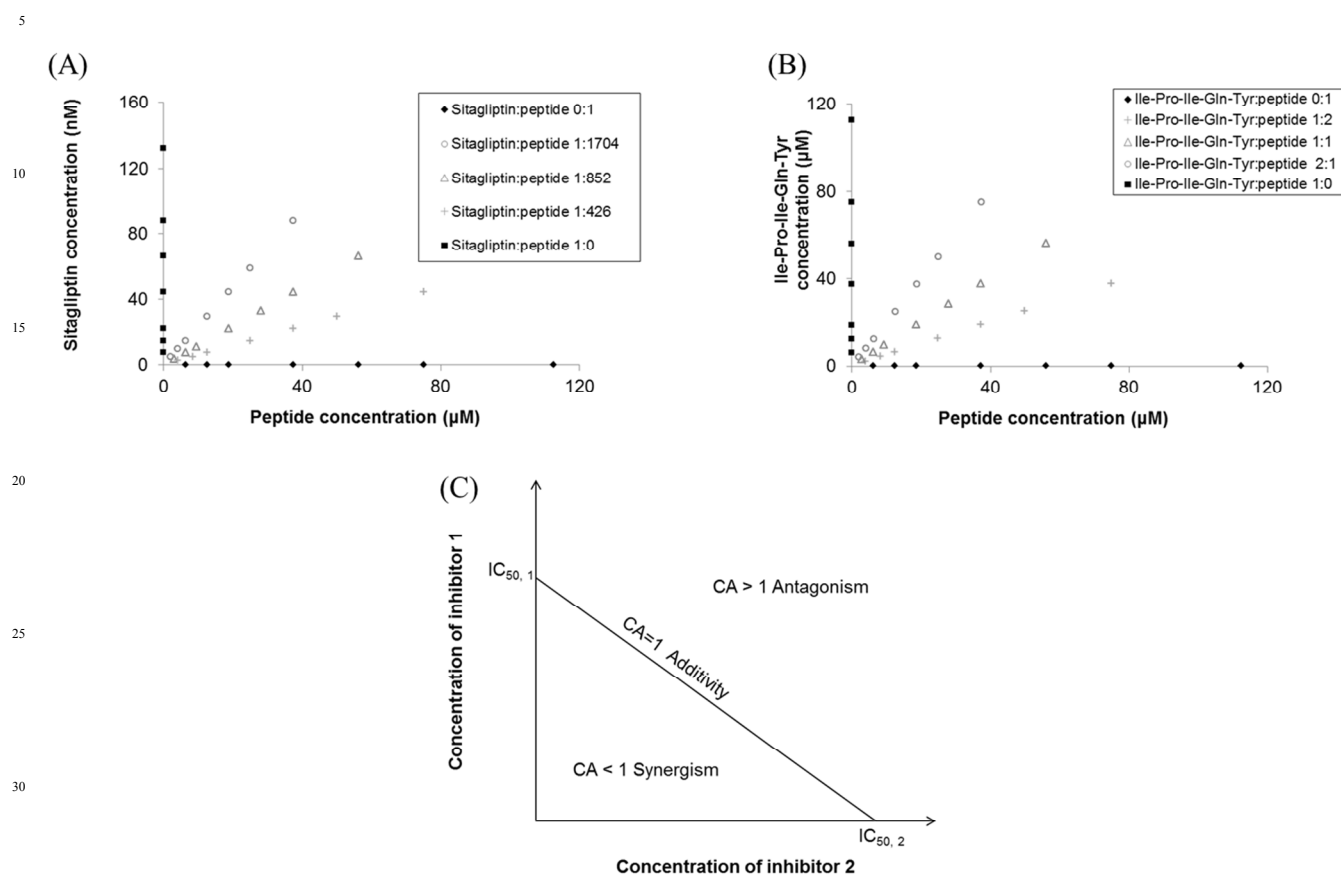 5
(A)
Sitagliptin concentration (nM)
160
120
80
40
0
0
40
80
120
Peptide concentration (µM)
Sitagliptin:peptide 0:1
Sitagliptin:peptide 1:1704
Sitagliptin:peptide 1:852
Sitagliptin:peptide 1:426
Sitagliptin:peptide 1:0
(B)
Ile-Pro-Ile-Gln-Tyr
concentration (µM)
120
80
40
0
0
40
80
120
Peptide concentration (µM)
Ile-Pro-Ile-Gln-Tyr:peptide 0:1
Ile-Pro-Ile-Gln-Tyr:peptide 1:2
Ile-Pro-Ile-Gln-Tyr:peptide 1:1
Ile-Pro-Ile-Gln-Tyr:peptide 2:1
Ile-Pro-Ile-Gln-Tyr:peptide 1:0
10
15
20
(C)
Concentration of inhibitor 1
IC50, 1
CA > 1 Antagonism
CA=1 Additivity
CA < 1 Synergism
IC50, 2
Concentration of inhibitor 2
25
30